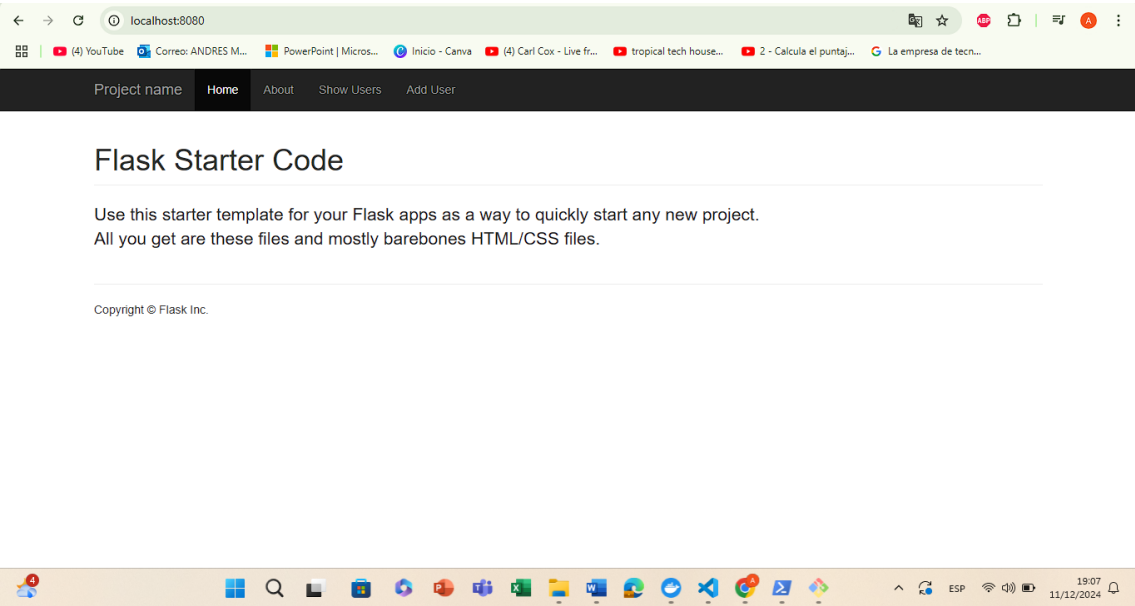 localhost:8080
ABP
A
(4) YouTube
Correo: ANDRES M...
PowerPoint | Micros...
Inicio - Canva
(4) Carl Cox - Live fr...
tropical tech house...
2 - Calcula el puntaj...
La empresa de tecn...
Project name Home About Show Users Add User
Flask Starter Code
Use this starter template for your Flask apps as a way to quickly start any new project.
All you get are these files and mostly barebones HTML/CSS files.
Copyright © Flask Inc.
4
ESP
19:07
11/12/2024